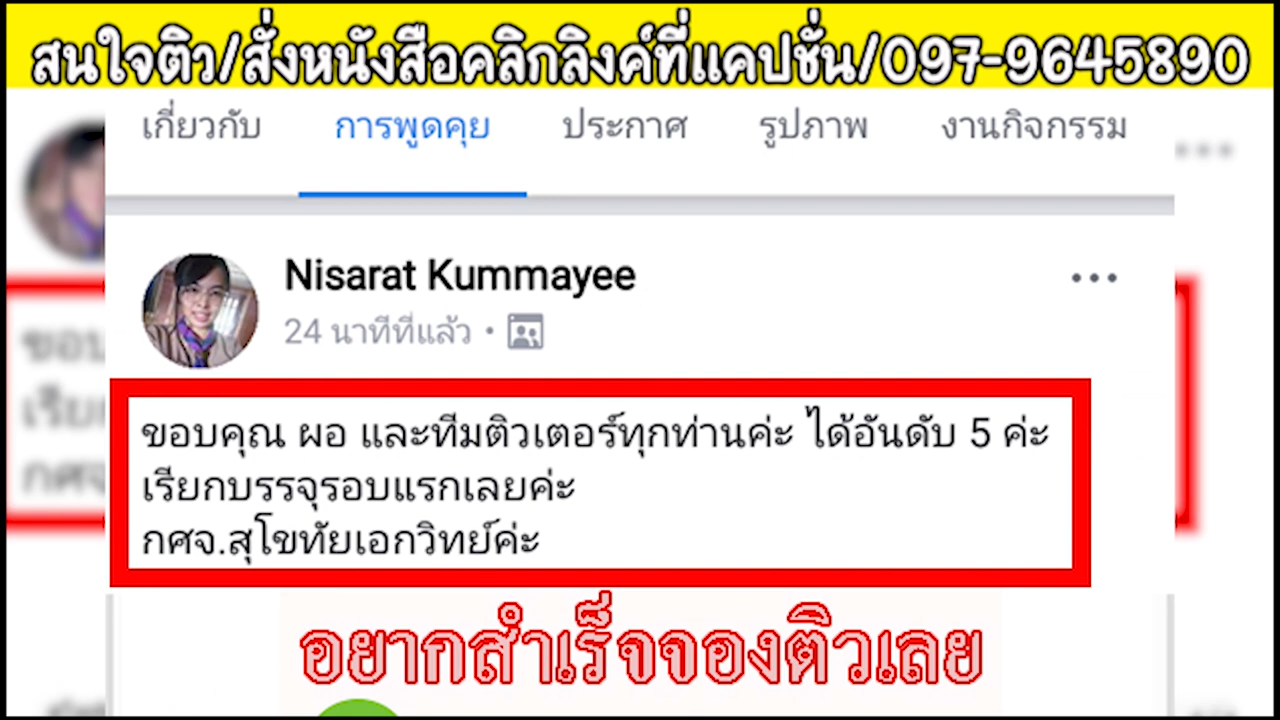 สนใจติว/สั่งหนังสือคลิกลิงค์ที่แคปชั่น/097-9645890
เกี่ยวกับ การพูดคุย ประกาศ รูปภาพ งานกิจกรรม
Nisarat Kummayee
24 นาทีที่แล้ว
ขอบคุณ ผอ และทีมติวเตอร์ทุกท่านค่ะ ได้อันดับ 5 ค่ะ
เรียกบรรจุรอบแรกเลยค่ะ
กศจ.สุโขทัยเอกวิทย์ค่ะ
อยากสำเร็จจองติวเลย